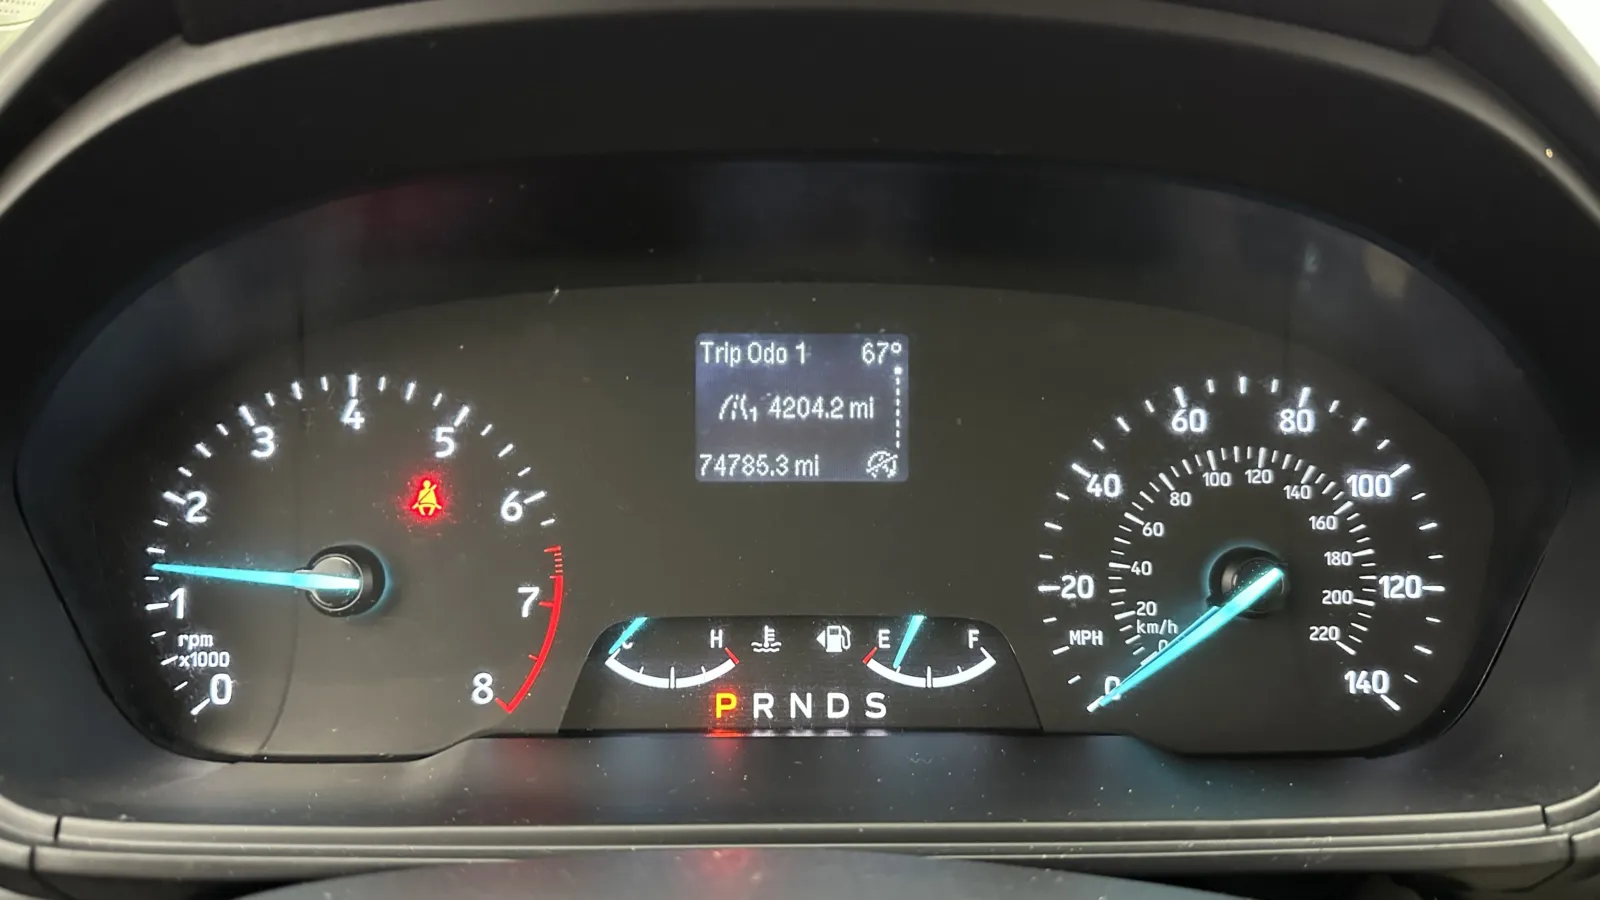 Trip Odo 1 67°
1 4204.2 mi
74785.3 mi
0 1 2 3 4 5 6 7 8
rpm
x1000
H
E F
P R N D S
0 20 40 60 80 100 120 140
MPH
0 20 40 60 80 100 120 140 160 180 200 220
km/h